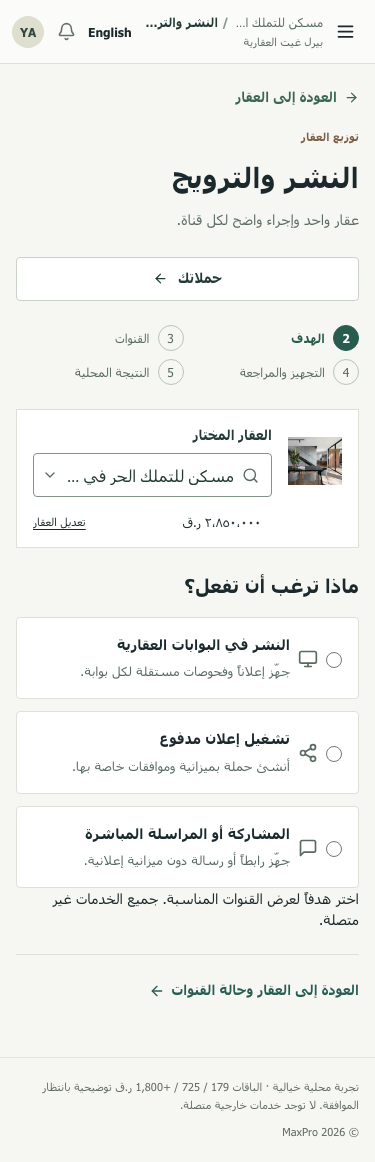 مسكن للتملك ا... / النشر والتر...
بيرل غيت العقارية
English
YA
العودة إلى العقار
توزيع العقار
النشر والترويج
عقار واحد وإجراء واضح لكل قناة.
حملاتك
2 الهدف
3 القنوات
4 التجهيز والمراجعة
5 النتيجة المحلية
العقار المختار
مسكن للتملك الحر في ...
٢٬٨٥٠٬٠٠٠ ر.ق
تعديل العقار
ماذا ترغب أن تفعل؟
النشر في البوابات العقارية
جهّز إعلاناً وفحوصات مستقلة لكل بوابة.
تشغيل إعلان مدفوع
أنشئ حملة بميزانية وموافقات خاصة بها.
المشاركة أو المراسلة المباشرة
جهّز رابطاً أو رسالة دون ميزانية إعلانية.
اختر هدفاً لعرض القنوات المناسبة. جميع الخدمات غير
متصلة.
العودة إلى العقار وحالة القنوات
تجربة محلية خيالية · الباقات 179 / 725 / +1,800 ر.ق توضيحية بانتظار
الموافقة. لا توجد خدمات خارجية متصلة.
© 2026 MaxPro